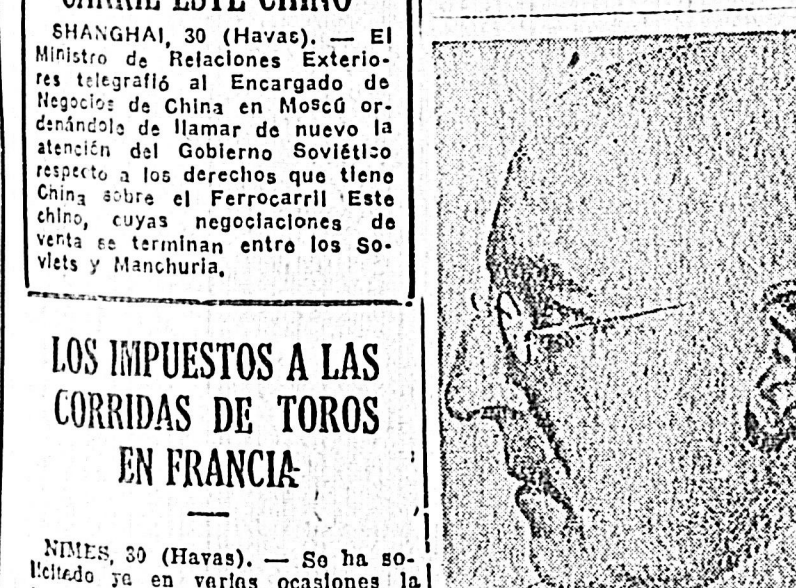 CARRIL ESTE CHINO
SHANGHAI, 30 (Havas). — El
Ministro de Relaciones Exterio-
res telegrafió al Encargado de
Negocios de China en Moscú or-
denándole de llamar de nuevo la
atención del Gobierno Soviético
respecto a los derechos que tiene
China sobre el Ferrocarril Este
chino, cuyas negociaciones de
venta se terminan entre los So-
viets y Manchuria.
LOS IMPUESTOS A LAS
CORRIDAS DE TOROS
EN FRANCIA
NIMES, 30 (Havas). — Se ha so-
licitado ya en varias ocasiones la